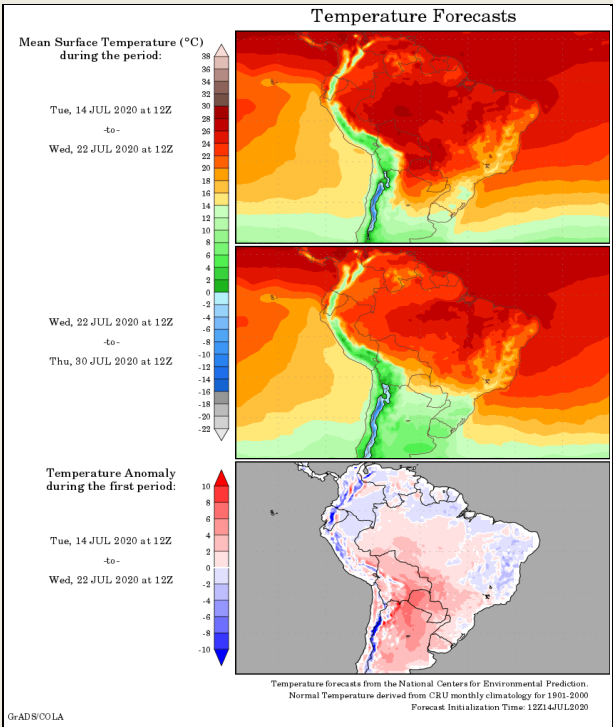 Temperature Forecasts
Mean Surface Temperature (°C)
during the period:
Tue, 14 JUL 2020 at 12Z
-to-
Wed, 22 JUL 2020 at 12Z
38
36
34
32
30
28
26
24
22
20
18
16
14
12
10
8
6
4
2
0
-2
-4
-6
-8
-10
-12
-14
-16
-18
-20
-22
Wed, 22 JUL 2020 at 12Z
-to-
Thu, 30 JUL 2020 at 12Z
Temperature Anomaly
during the first period:
Tue, 14 JUL 2020 at 12Z
-to-
Wed, 22 JUL 2020 at 12Z
10
8
6
4
2
0
-2
-4
-6
-8
-10
Temperature forecasts from the National Centers for Environmental Prediction.
Normal Temperature derived from CRU monthly climatology for 1901-2000
Forecast Initialization Time: 12Z14JUL2020
GrADS/COLA